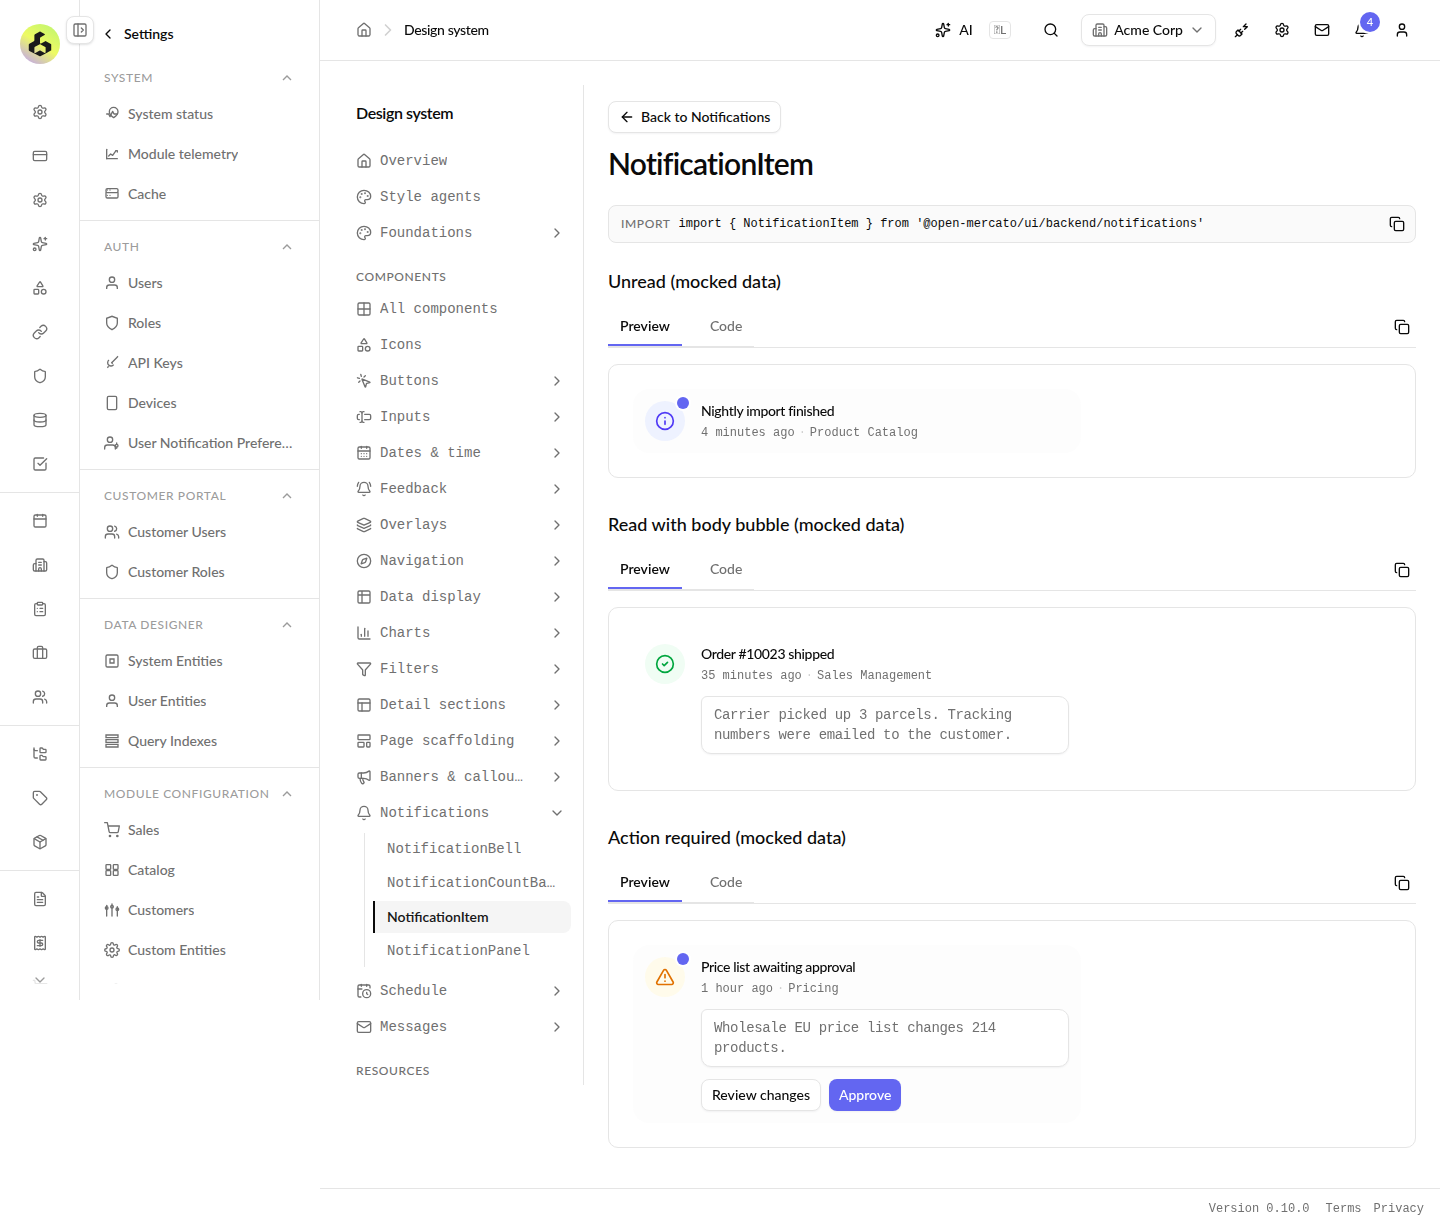 Settings
SYSTEM
System status
Module telemetry
Cache
AUTH
Users
Roles
API Keys
Devices
User Notification Prefere...
CUSTOMER PORTAL
Customer Users
Customer Roles
DATA DESIGNER
System Entities
User Entities
Query Indexes
MODULE CONFIGURATION
Sales
Catalog
Customers
Custom Entities
Design system
AI
L
Acme Corp
4
Design system
Overview
Style agents
Foundations
COMPONENTS
All components
Icons
Buttons
Inputs
Dates & time
Feedback
Overlays
Navigation
Data display
Charts
Filters
Detail sections
Page scaffolding
Banners & callou…
Notifications
NotificationBell
NotificationCountBa…
NotificationItem
NotificationPanel
Schedule
Messages
RESOURCES
Back to Notifications
NotificationItem
IMPORT import { NotificationItem } from '@open-mercato/ui/backend/notifications'
Unread (mocked data)
Preview Code
Nightly import finished
4 minutes ago · Product Catalog
Read with body bubble (mocked data)
Preview Code
Order #10023 shipped
35 minutes ago · Sales Management
Carrier picked up 3 parcels. Tracking
numbers were emailed to the customer.
Action required (mocked data)
Preview Code
Price list awaiting approval
1 hour ago · Pricing
Wholesale EU price list changes 214
products.
Review changes Approve
Version 0.10.0 Terms Privacy